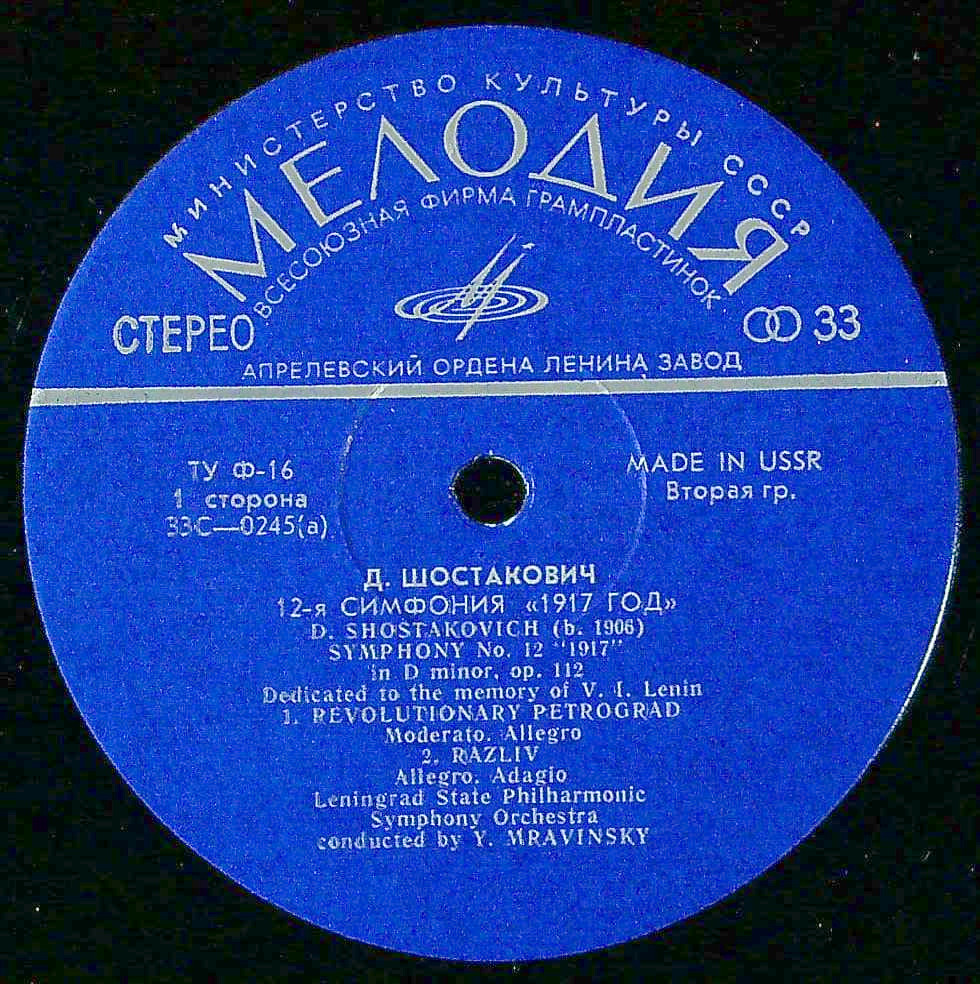 МИНИСТЕРСТВО КУЛЬТУРЫ СССР
МЕЛОДИЯ
ВСЕСОЮЗНАЯ ФИРМА ГРАМПЛАСТИНОК
СТЕРЕО
33
АПРЕЛЕВСКИЙ ОРДЕНА ЛЕНИНА ЗАВОД
ТУ Ф-16
1 сторона
33С—0245(а)
MADE IN USSR
Вторая гр.
Д. ШОСТАКОВИЧ
12-я СИМФОНИЯ «1917 ГОД»
D. SHOSTAKOVICH (b. 1906)
SYMPHONY No. 12 "1917"
in D minor, op. 112
Dedicated to the memory of V. I. Lenin
1. REVOLUTIONARY PETROGRAD
Moderato. Allegro
2. RAZLIV
Allegro. Adagio
Leningrad State Philharmonic
Symphony Orchestra
conducted by Y. MRAVINSKY